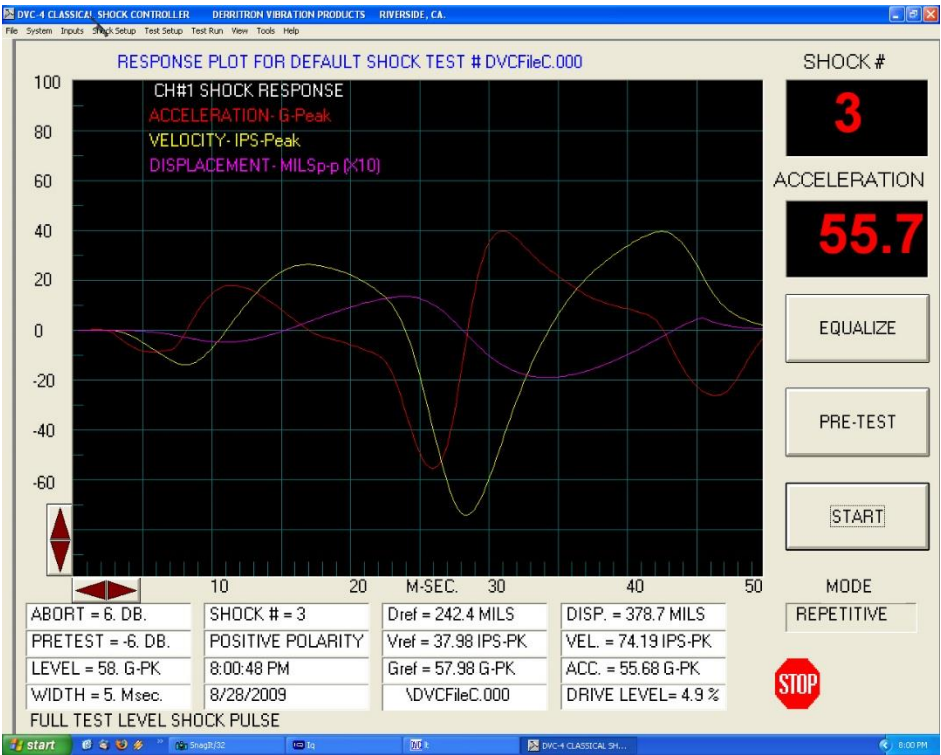 DVC-4 CLASSICAL SHOCK CONTROLLER DERRITRON VIBRATION PRODUCTS RIVERSIDE, CA.
File System Inputs Shock Setup Test Setup Test Run View Tools Help
RESPONSE PLOT FOR DEFAULT SHOCK TEST # DVCFileC.000
SHOCK #
3
ACCELERATION
55.7
CH#1 SHOCK RESPONSE
ACCELERATION- G-Peak
VELOCITY- IPS-Peak
DISPLACEMENT- MILSp-p (X10)
100
80
60
40
20
0
-20
-40
-60
EQUALIZE
PRE-TEST
START
10 20 M-SEC. 30 40 50
MODE
REPETITIVE
ABORT = 6. DB. SHOCK # = 3 Dref = 242.4 MILS DISP. = 378.7 MILS
PRETEST = -6. DB. POSITIVE POLARITY Vref = 37.98 IPS-PK VEL. = 74.19 IPS-PK
LEVEL = 58. G-PK 8:00:48 PM Gref = 57.98 G-PK ACC. = 55.68 G-PK
WIDTH = 5. Msec. 8/28/2009 \DVCFileC.000 DRIVE LEVEL= 4.9 %
STOP
FULL TEST LEVEL SHOCK PULSE
start SnagIt/32 Iq It DVC-4 CLASSICAL SH... 8:00 PM